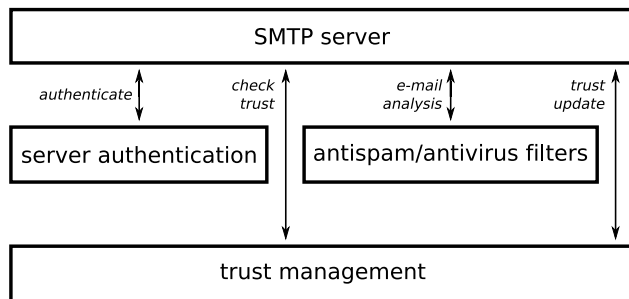 SMTP server
authenticate
check
trust
e-mail
analysis
trust
update
server authentication
antispam/antivirus filters
trust management